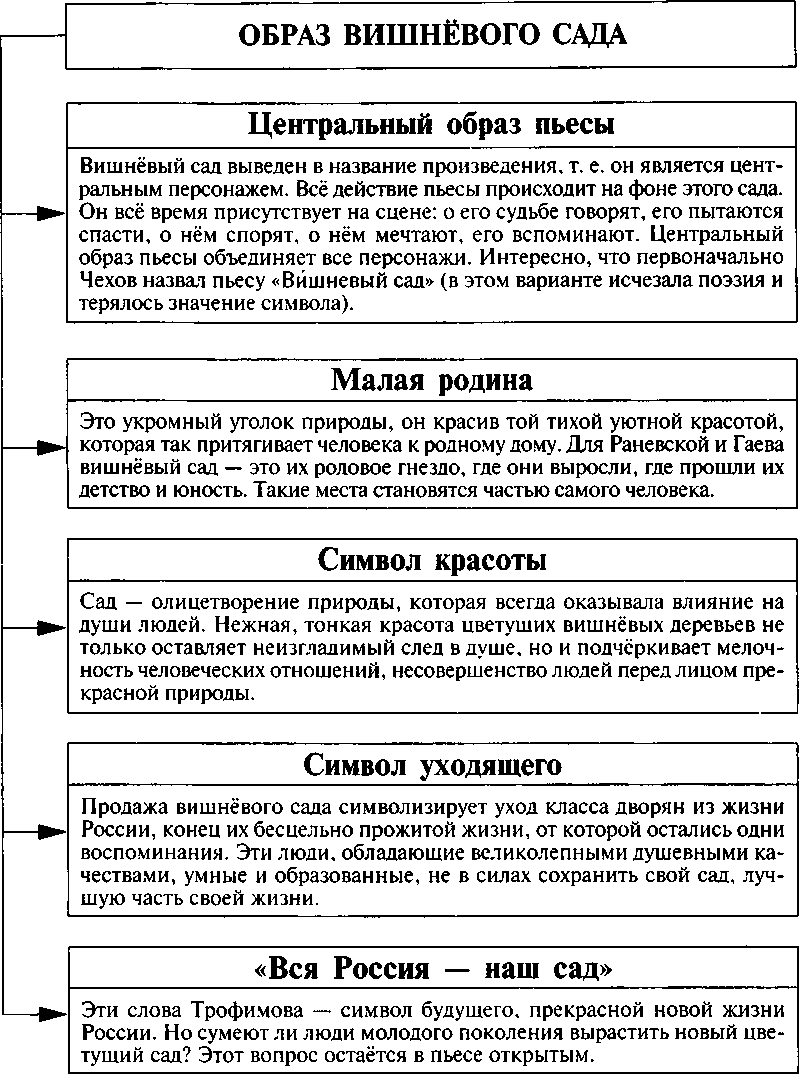 ОБРАЗ ВИШНЁВОГО САДА
Центральный образ пьесы
Вишнёвый сад выведен в название произведения, т. е. он является цент-
ральным персонажем. Всё действие пьесы происходит на фоне этого сада.
Он всё время присутствует на сцене: о его судьбе говорят, его пытаются
спасти, о нём спорят, о нём мечтают, его вспоминают. Центральный
образ пьесы объединяет все персонажи. Интересно, что первоначально
Чехов назвал пьесу «Ви́шневый сад» (в этом варианте исчезала поэзия и
терялось значение символа).
Малая родина
Это укромный уголок природы, он красив той тихой уютной красотой,
которая так притягивает человека к родному дому. Для Раневской и Гаева
вишнёвый сад — это их роловое гнездо, где они выросли, где прошли их
детство и юность. Такие места становятся частью самого человека.
Символ красоты
Сад — олицетворение природы, которая всегда оказывала влияние на
души людей. Нежная, тонкая красота цветуших вишнёвых деревьев не
только оставляет неизгладимый след в душе, но и подчёркивает мелоч-
ность человеческих отношений, несовершенство людей перед лицом пре-
красной природы.
Символ уходящего
Продажа вишнёвого сада символизирует уход класса дворян из жизни
России, конец их бесцельно прожитой жизни, от которой остались одни
воспоминания. Эти люди, обладающие великолепными душевными ка-
чествами, умные и образованные, не в силах сохранить свой сад, луч-
шую часть своей жизни.
«Вся Россия — наш сад»
Эти слова Трофимова — символ будущего, прекрасной новой жизни
России. Но сумеют ли люди молодого поколения вырастить новый цве-
тущий сад? Этот вопрос остаётся в пьесе открытым.